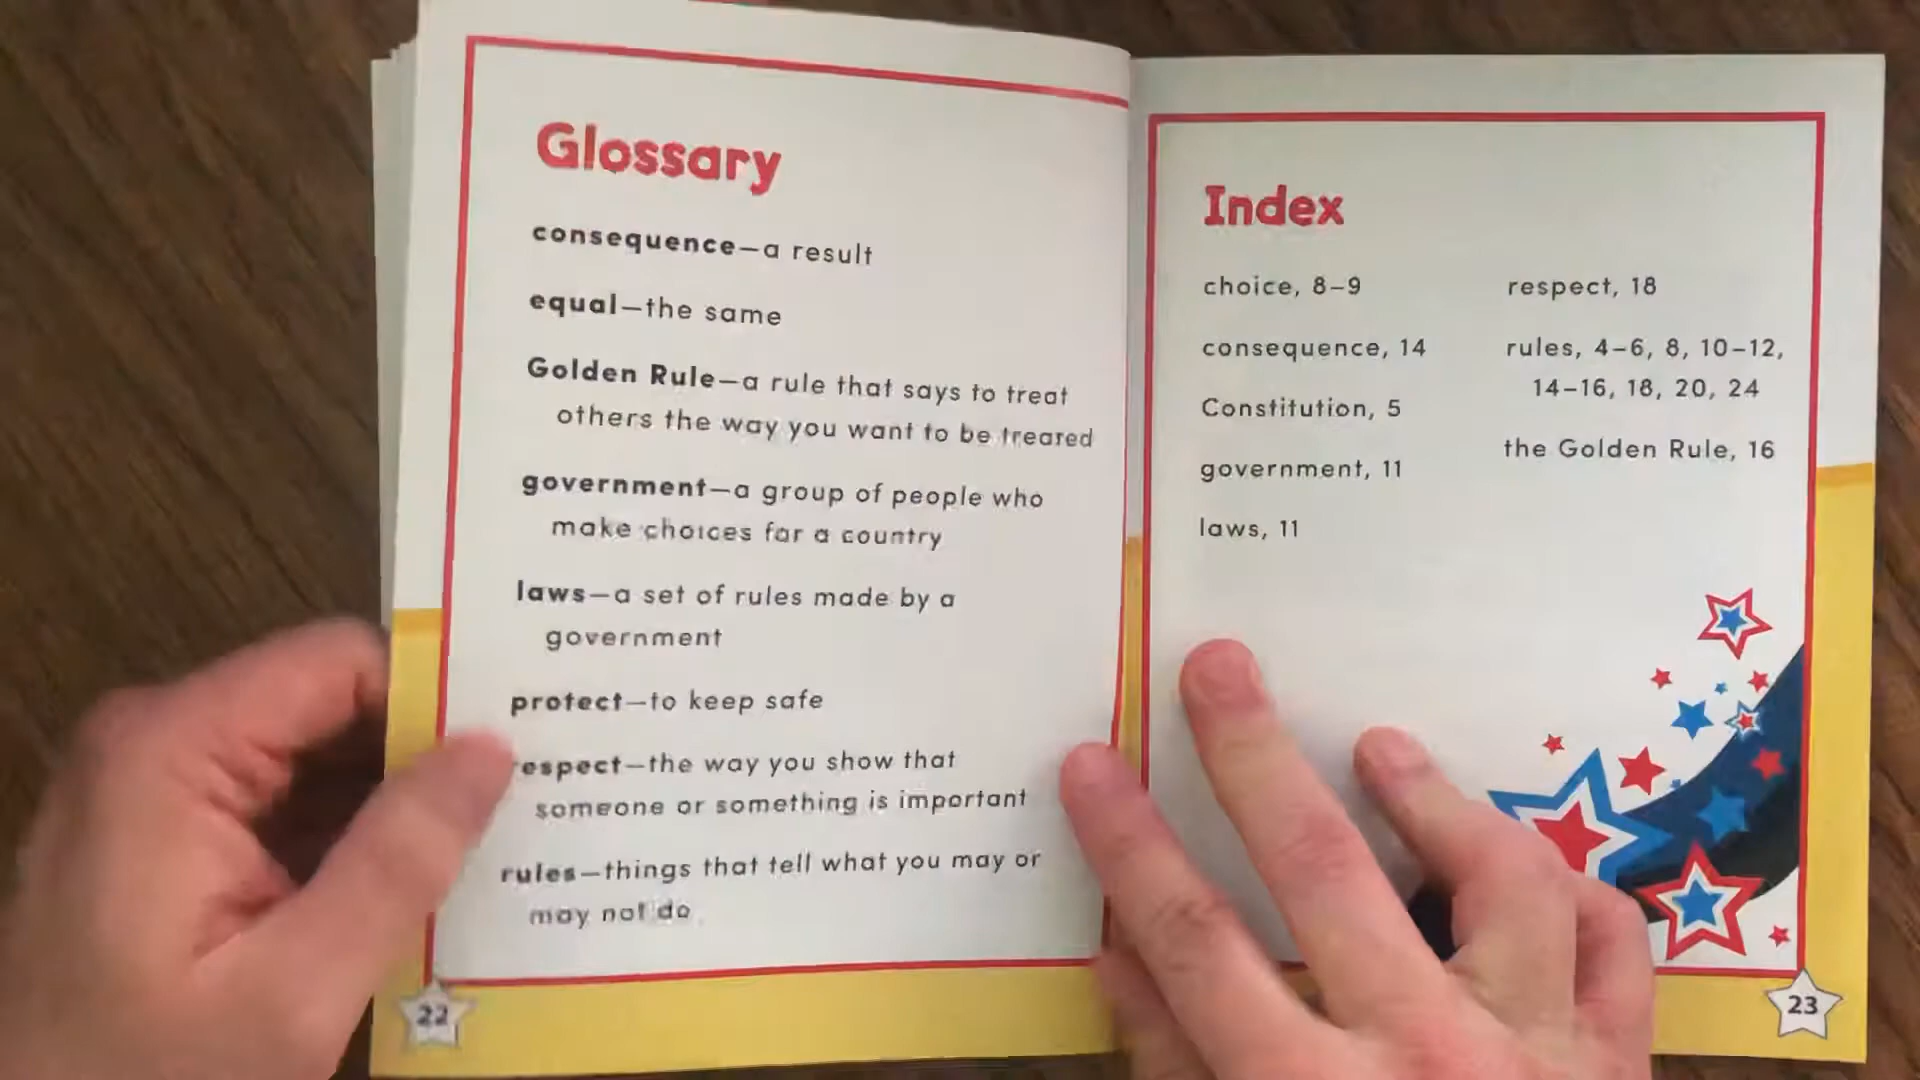 Glossary
consequence—a result
equal—the same
Golden Rule—a rule that says to treat
others the way you want to be treated
government—a group of people who
make choices for a country
laws—a set of rules made by a
government
protect—to keep safe
respect—the way you show that
someone or something is important
rules—things that tell what you may or
may not do
22
Index
choice, 8–9
consequence, 14
Constitution, 5
government, 11
laws, 11
respect, 18
rules, 4–6, 8, 10–12,
14–16, 18, 20, 24
the Golden Rule, 16
23